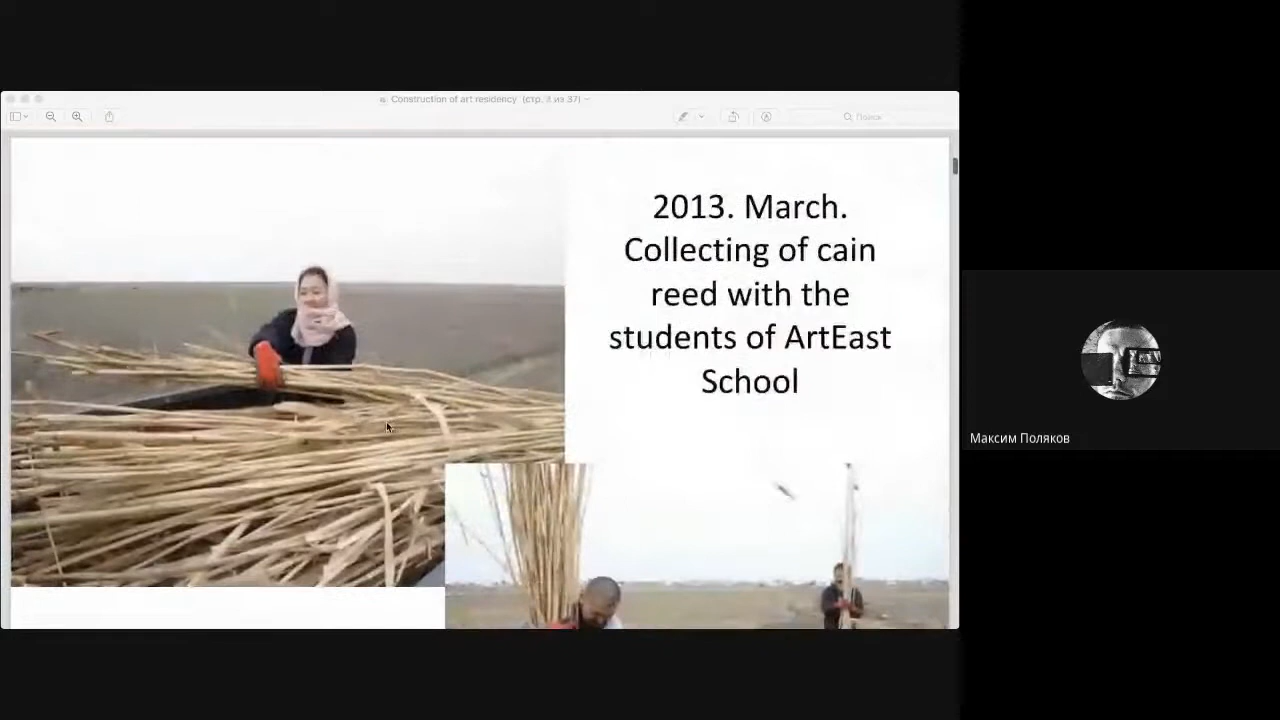 Construction of art residency (стр. 3 из 37)
Поиск
2013. March.
Collecting of cain
reed with the
students of ArtEast
School
Максим Поляков